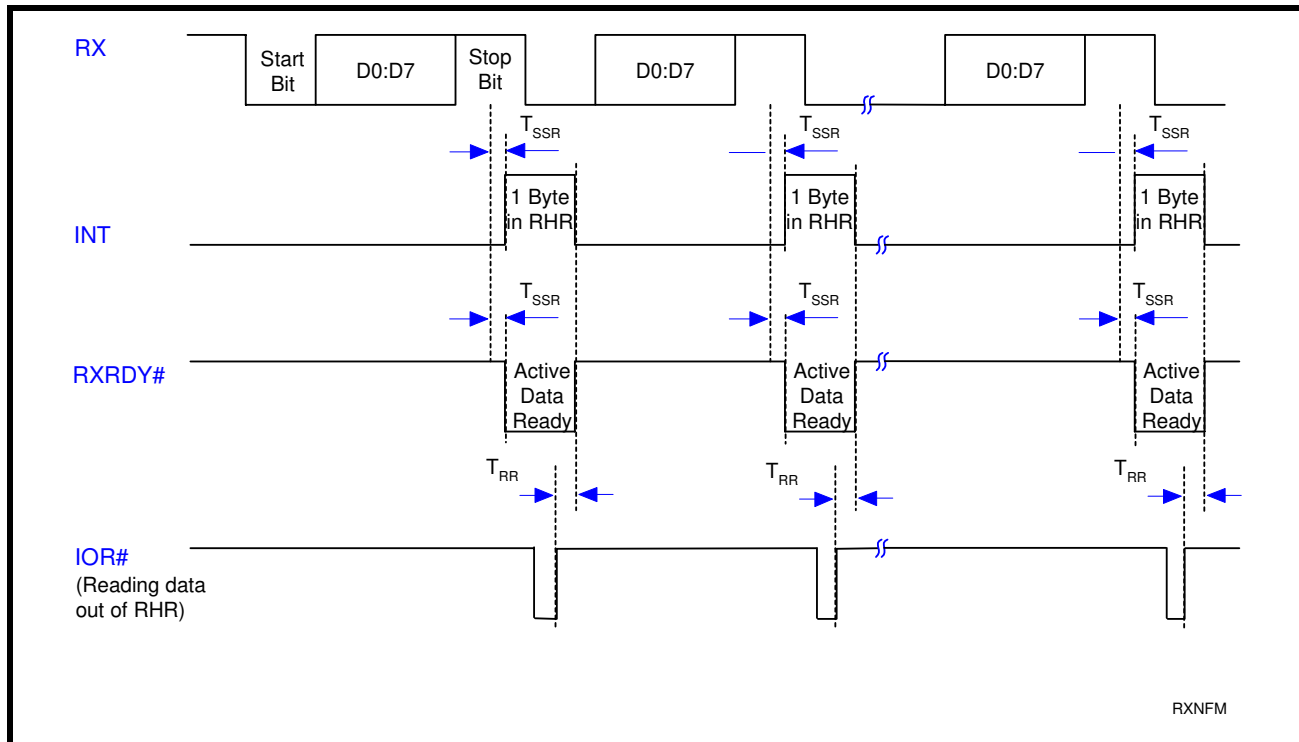 RX
Start
Bit
D0:D7
Stop
Bit
D0:D7
D0:D7
TSSR
TSSR
TSSR
1 Byte
in RHR
1 Byte
in RHR
1 Byte
in RHR
INT
TSSR
TSSR
TSSR
RXRDY#
Active
Data
Ready
Active
Data
Ready
Active
Data
Ready
TRR
TRR
TRR
IOR#
(Reading data
out of RHR)
RXNFM